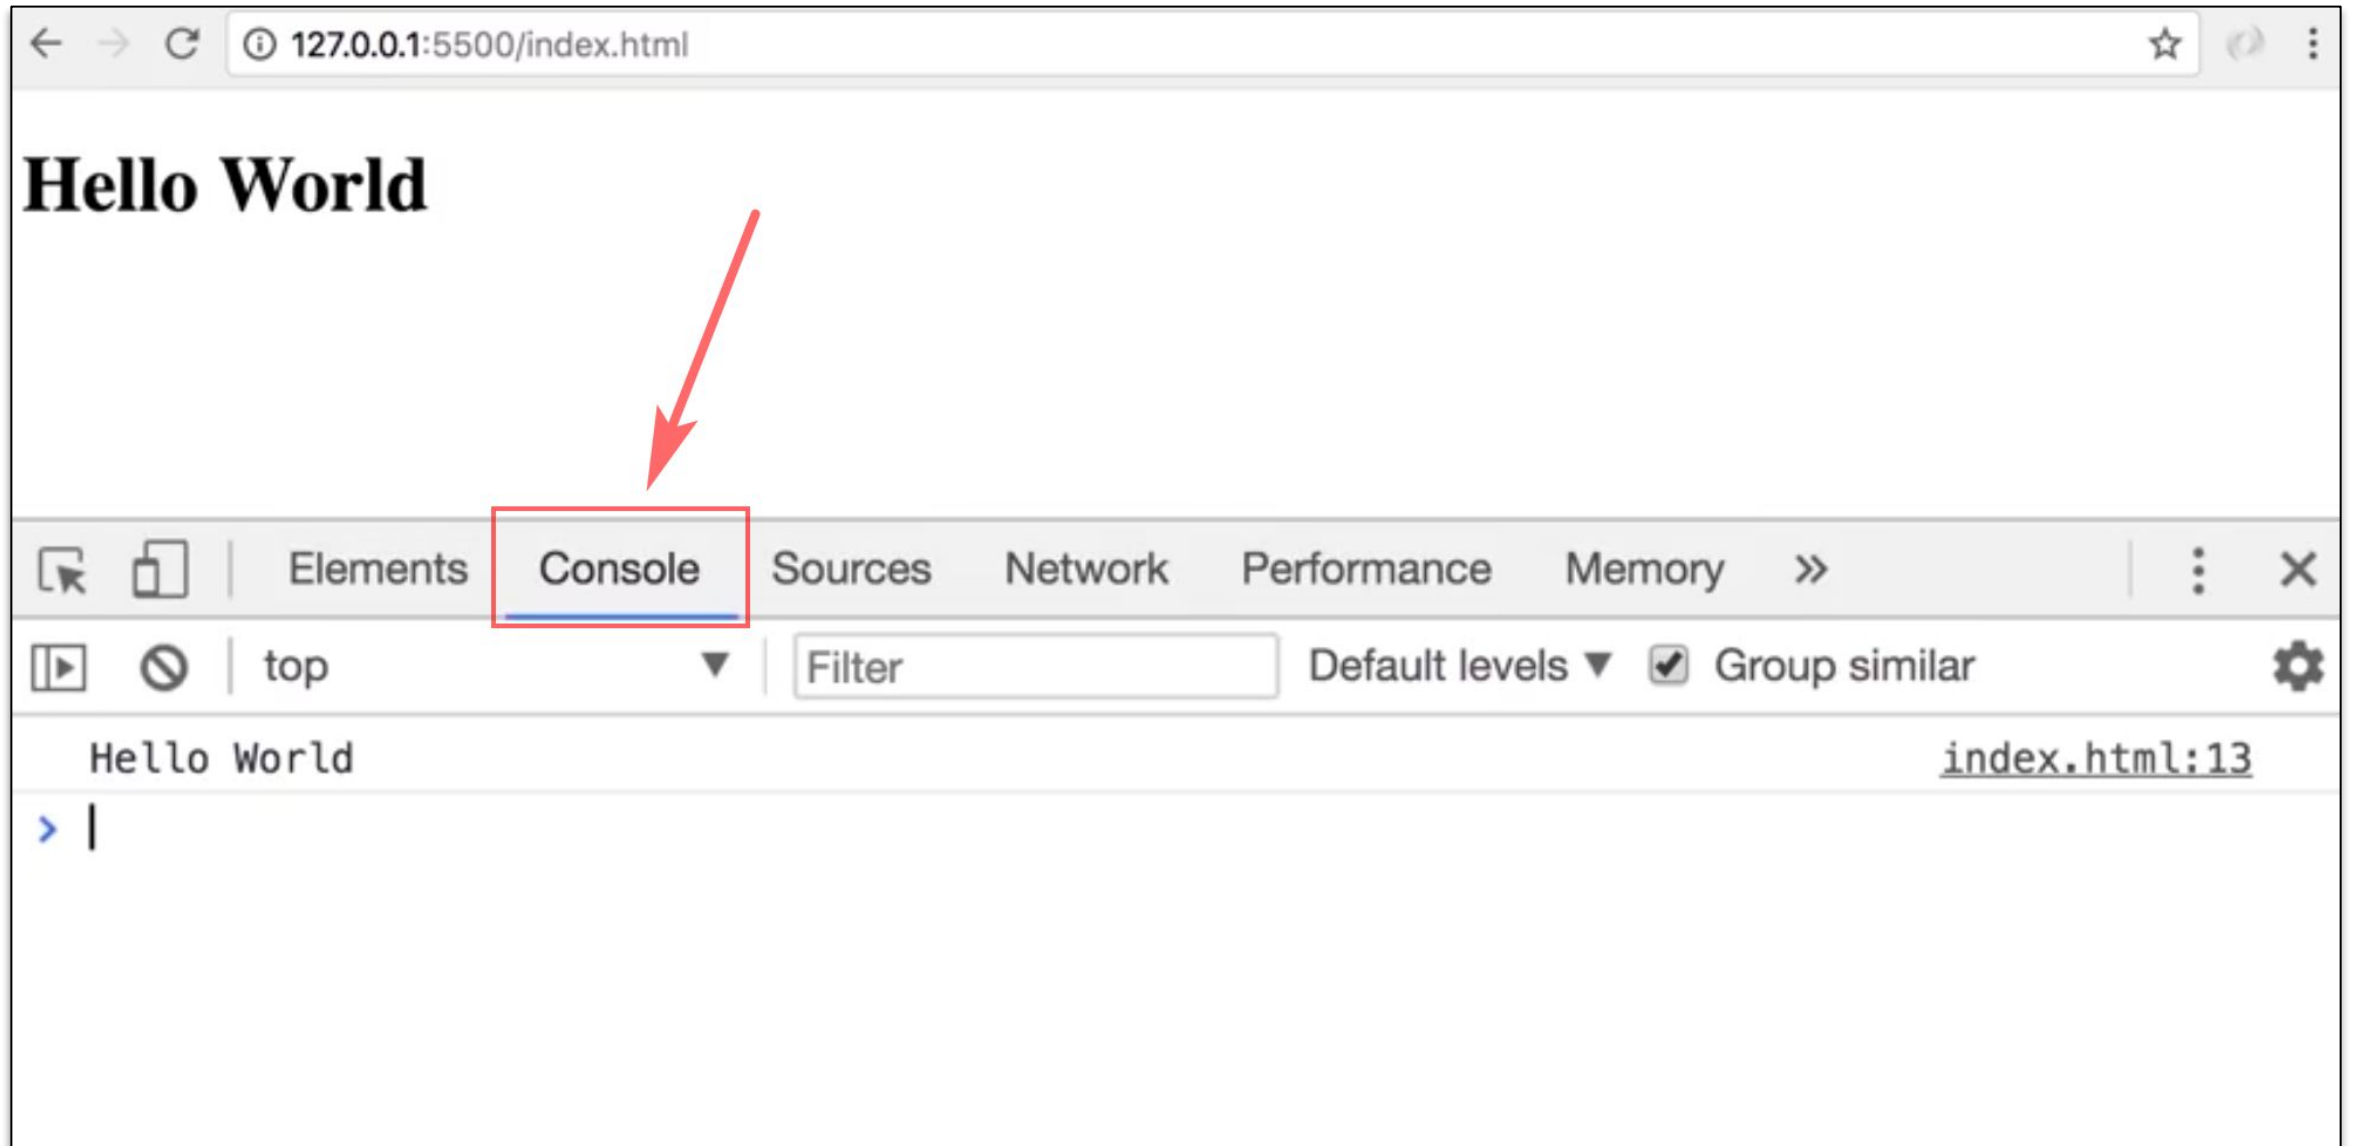 127.0.0.1:5500/index.html
Hello World
Elements Console Sources Network Performance Memory »
top Filter Default levels Group similar
Hello World index.html:13
>